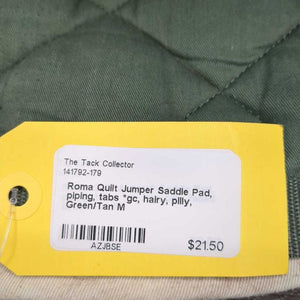 The Tack Collector
141792-179
Roma Quilt Jumper Saddle Pad,
piping, tabs *gc, hairy, pilly,
Green/Tan M
AZJBSE
$21.50